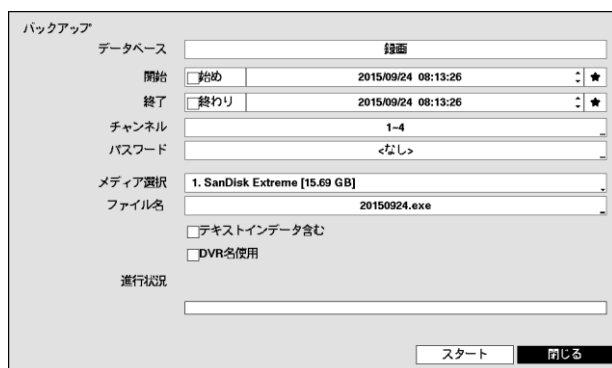 バックアップ
データベース 録画
開始 始め 2015/09/24 08:13:26
終了 終わり 2015/09/24 08:13:26
チャンネル 1~4
パスワード <なし>
メディア選択 1. SanDisk Extreme [15.69 GB]
ファイル名 20150924.exe
テキストインデータ含む
DVR名使用
進行状況
スタート 閉じる